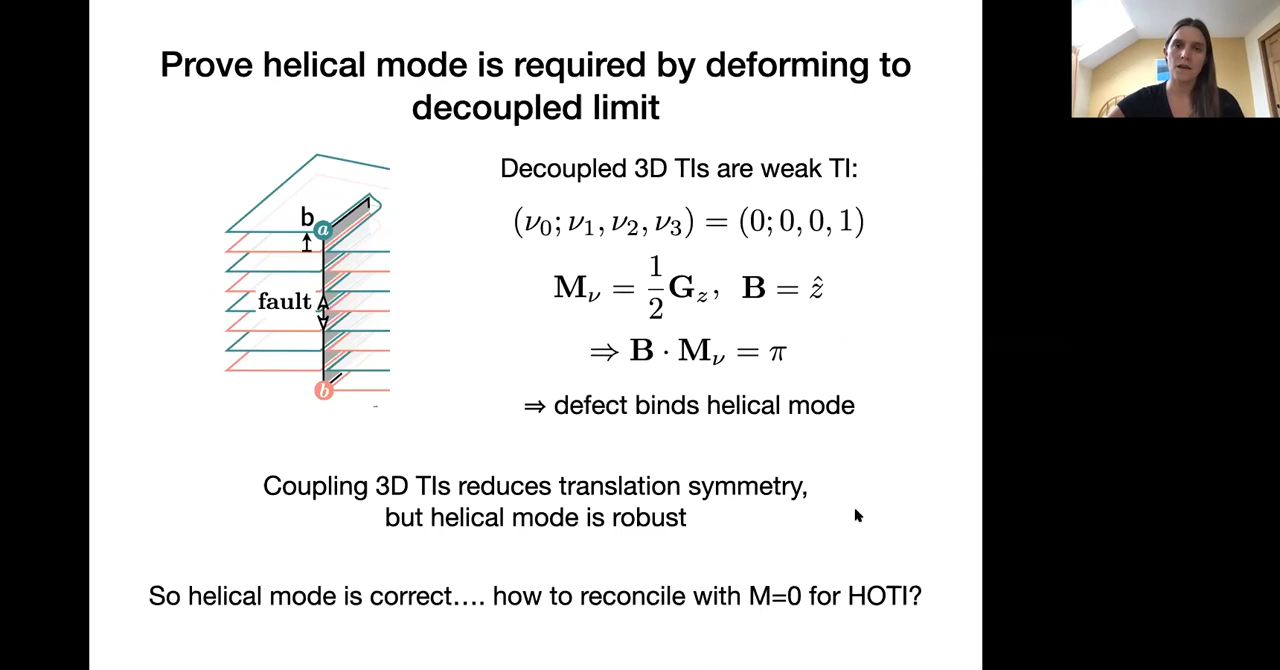 Prove helical mode is required by deforming to
decoupled limit
Decoupled 3D TIs are weak TI:
(ν₀; ν₁, ν₂, ν₃) = (0; 0, 0, 1)
b
a
M_ν = 1/2 G_z, B = ẑ
fault
⇒ B · M_ν = π
b
⇒ defect binds helical mode
Coupling 3D TIs reduces translation symmetry,
but helical mode is robust
So helical mode is correct.... how to reconcile with M=0 for HOTI?